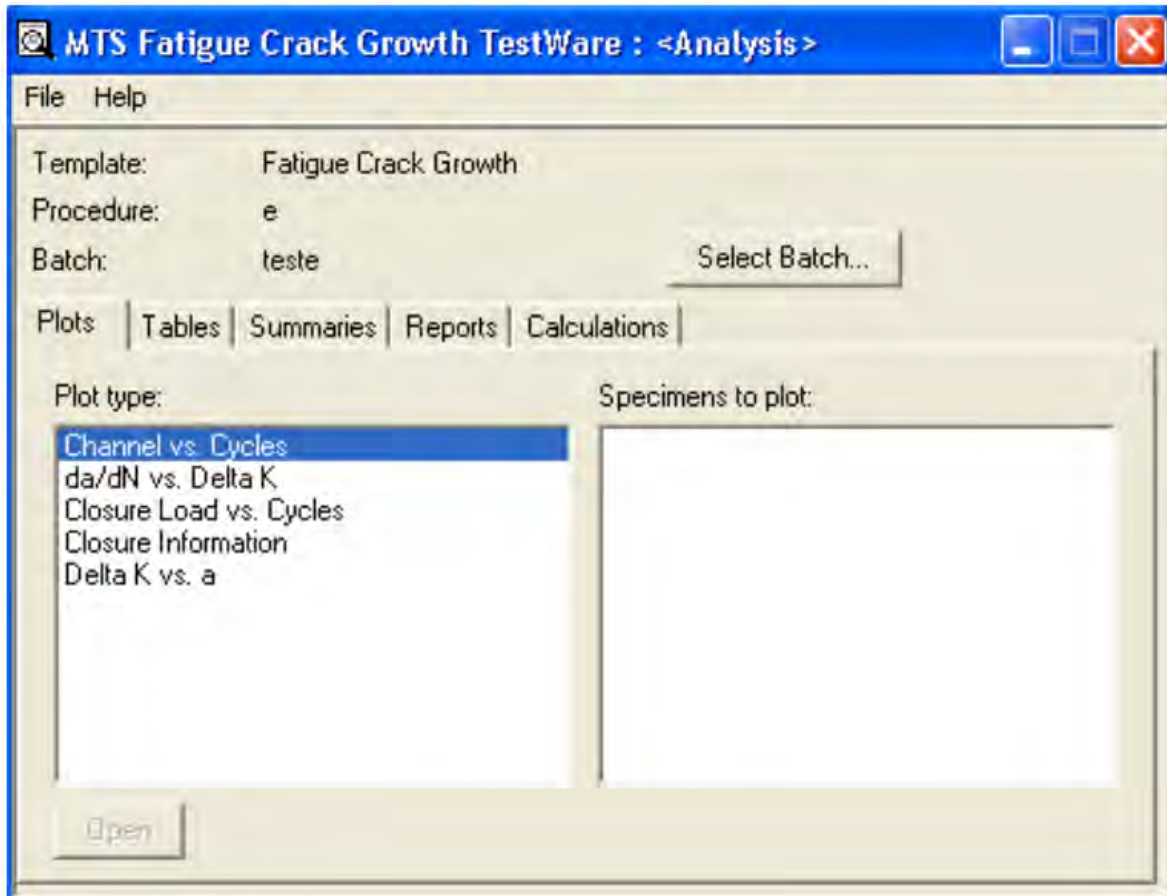 MTS Fatigue Crack Growth TestWare : <Analysis>
File Help
Template: Fatigue Crack Growth
Procedure: e
Batch: teste Select Batch...
Plots Tables Summaries Reports Calculations
Plot type: Specimens to plot:
Channel vs. Cycles
da/dN vs. Delta K
Closure Load vs. Cycles
Closure Information
Delta K vs. a
Open